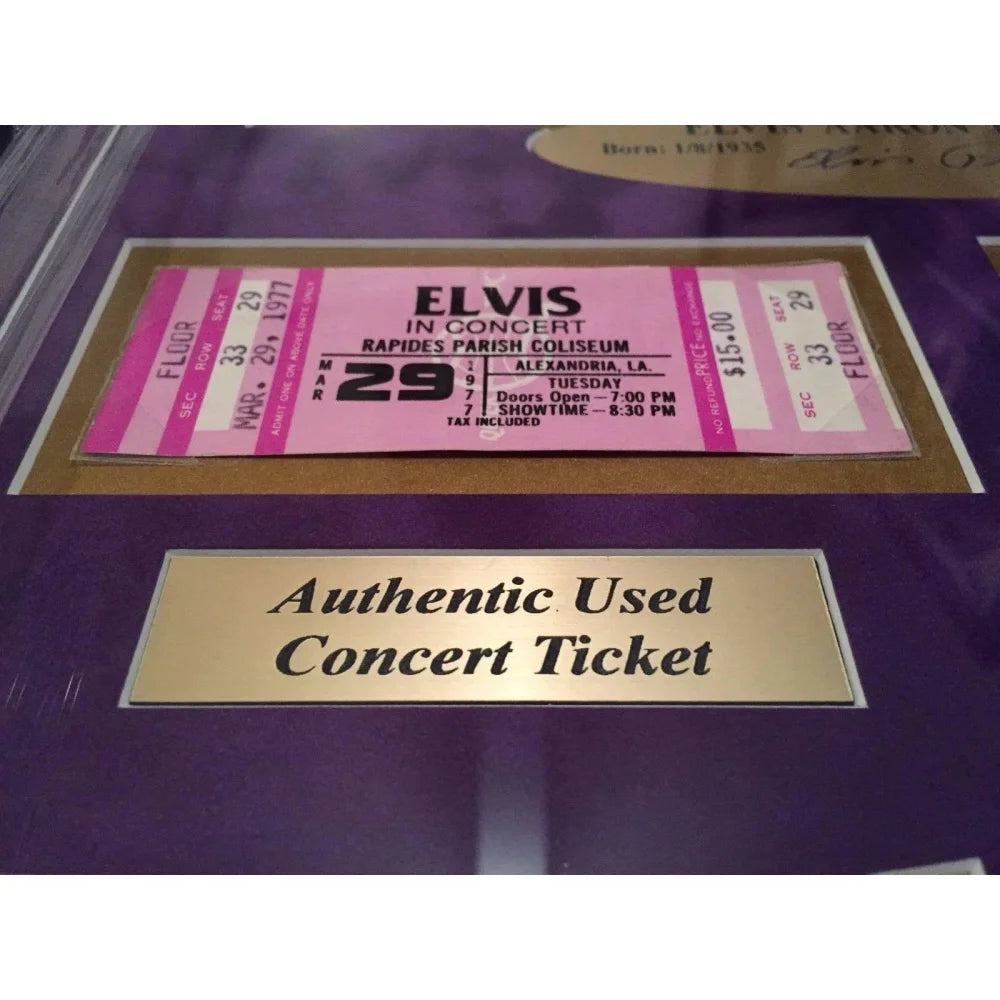 ELVIS AARON
Born: 1/8/1935
Elvis
FLOOR
SEC ROW SEAT
33 29
MAR. 29, 1977
ADMIT ONE ON ABOVE DATE ONLY
ELVIS
IN CONCERT
RAPIDES PARISH COLISEUM
MAR 29 1977
ALEXANDRIA, LA.
TUESDAY
Doors Open — 7:00 PM
SHOWTIME — 8:30 PM
TAX INCLUDED
NO REFUND PRICE NO EXCHANGE
$15.00
SEC ROW SEAT
33 29
FLOOR
Authentic Used
Concert Ticket